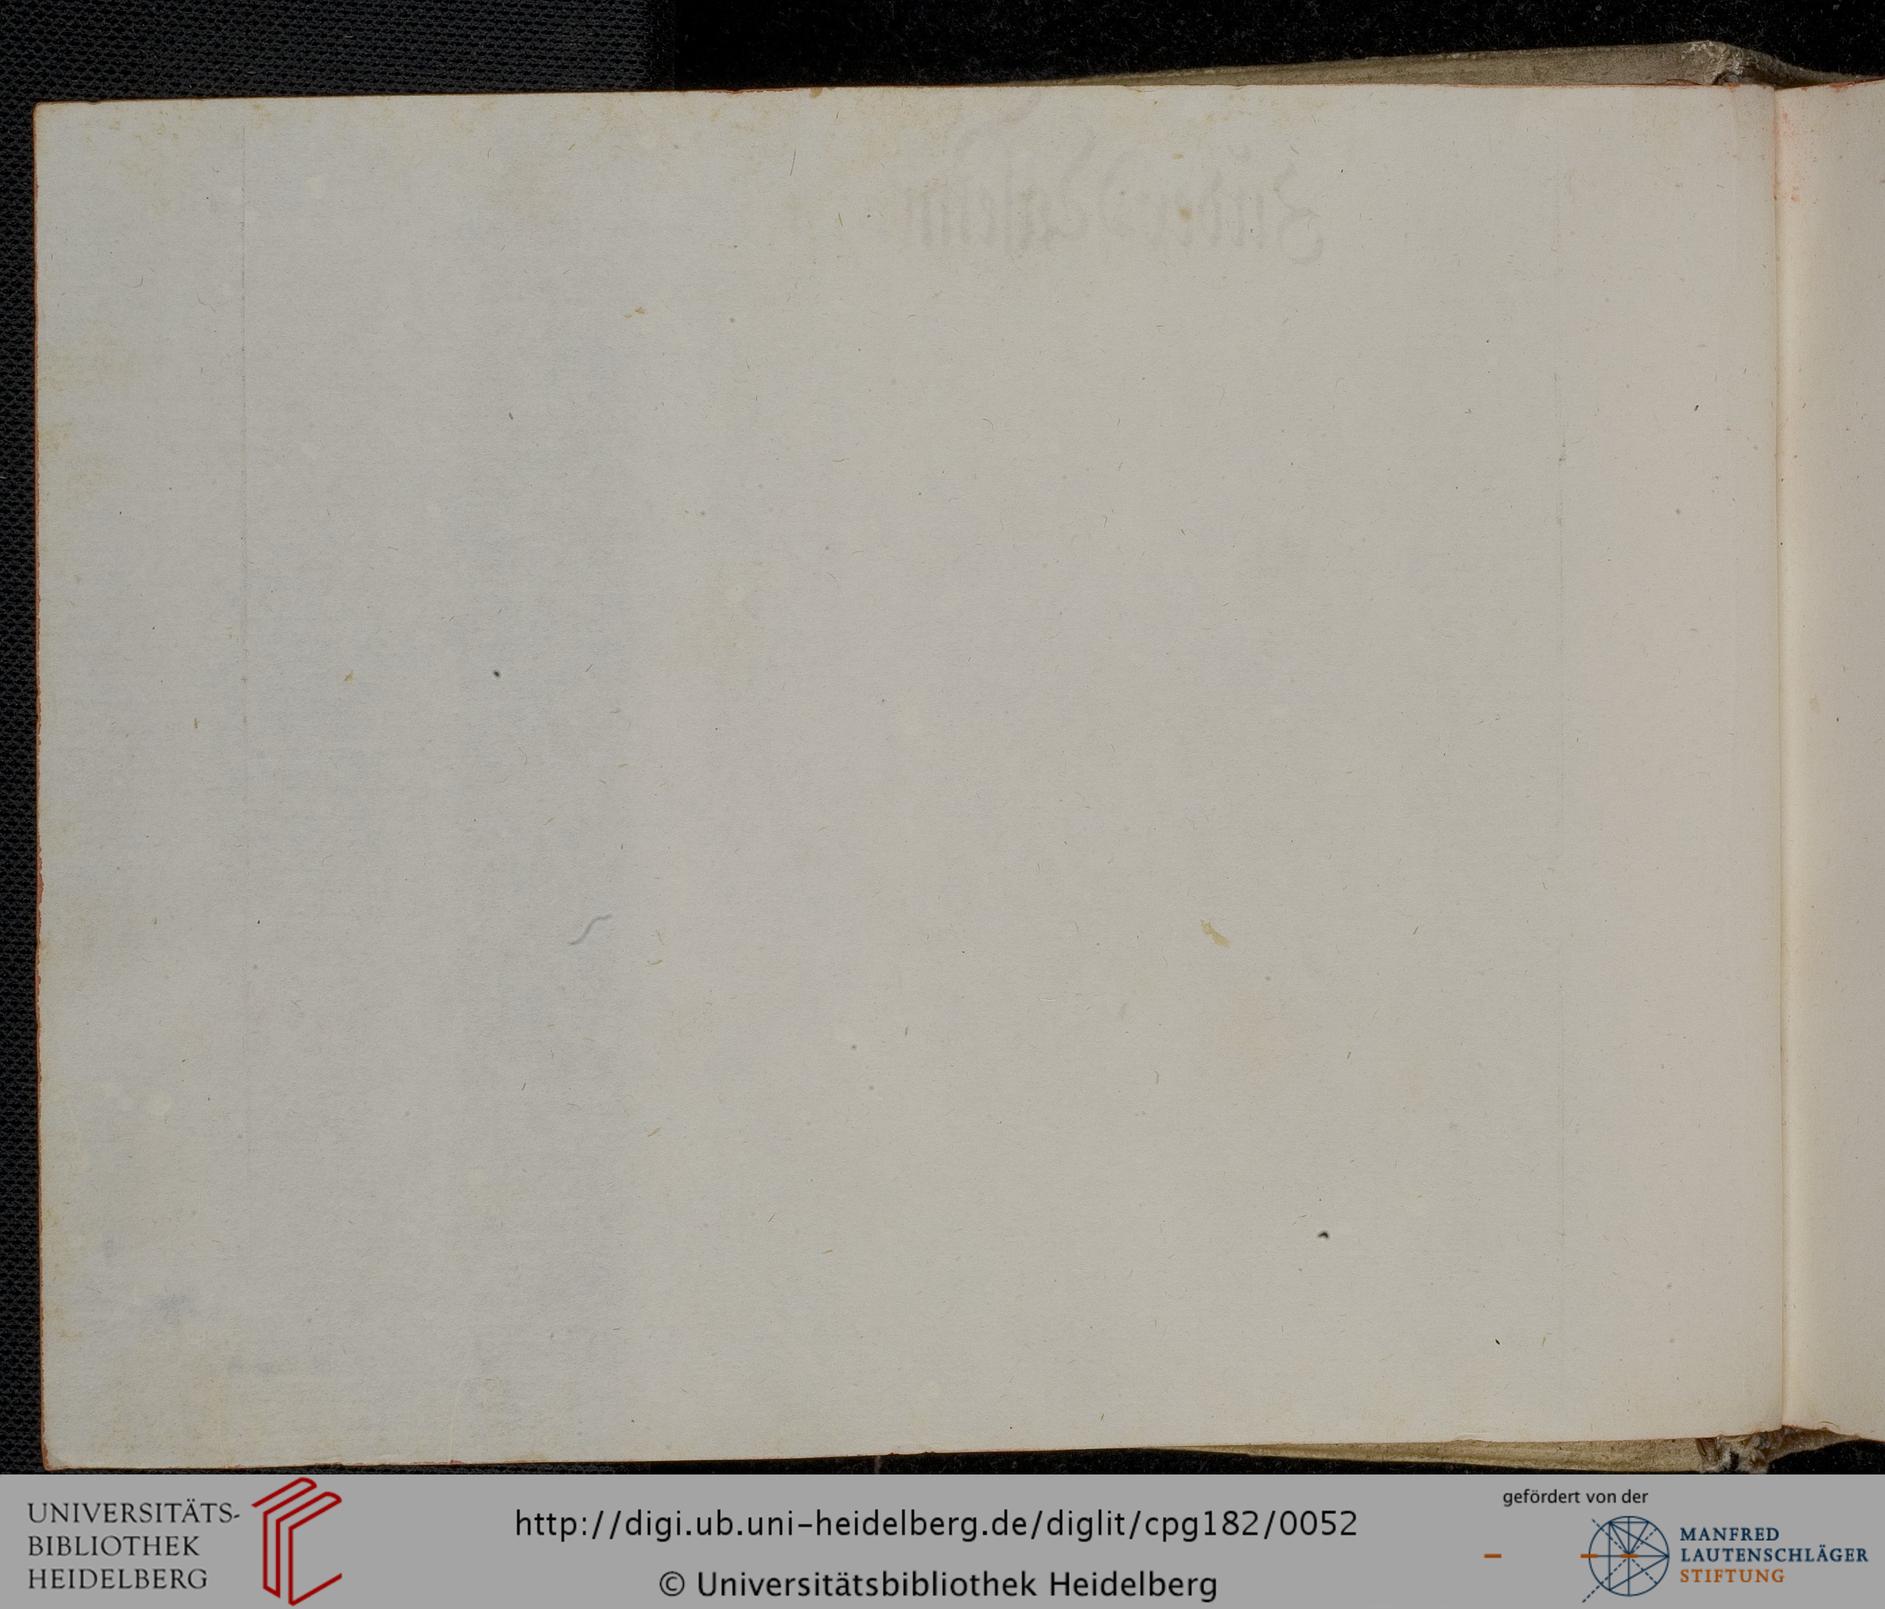 UNIVERSITÄTS-
BIBLIOTHEK
HEIDELBERG
http://digi.ub.uni-heidelberg.de/diglit/cpg182/0052
© Universitätsbibliothek Heidelberg
gefördert von der
MANFRED
LAUTENSCHLÄGER
STIFTUNG